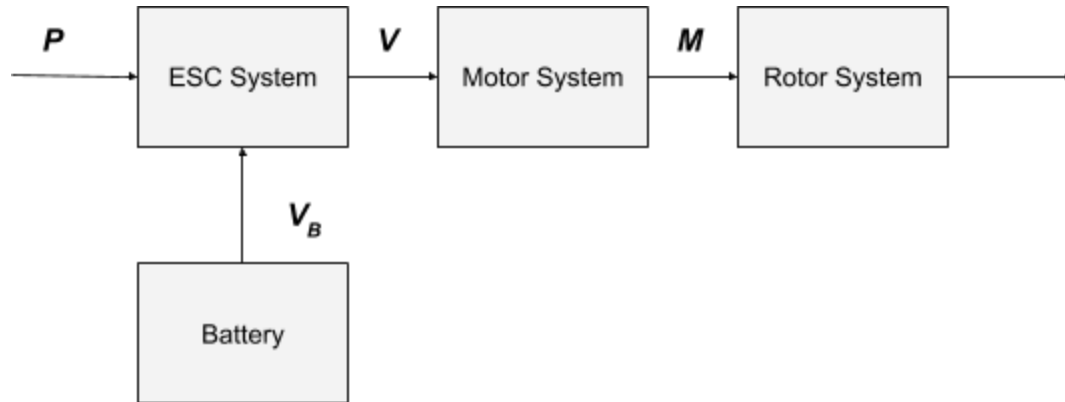 P
V
M
ESC System
Motor System
Rotor System
V_B
Battery